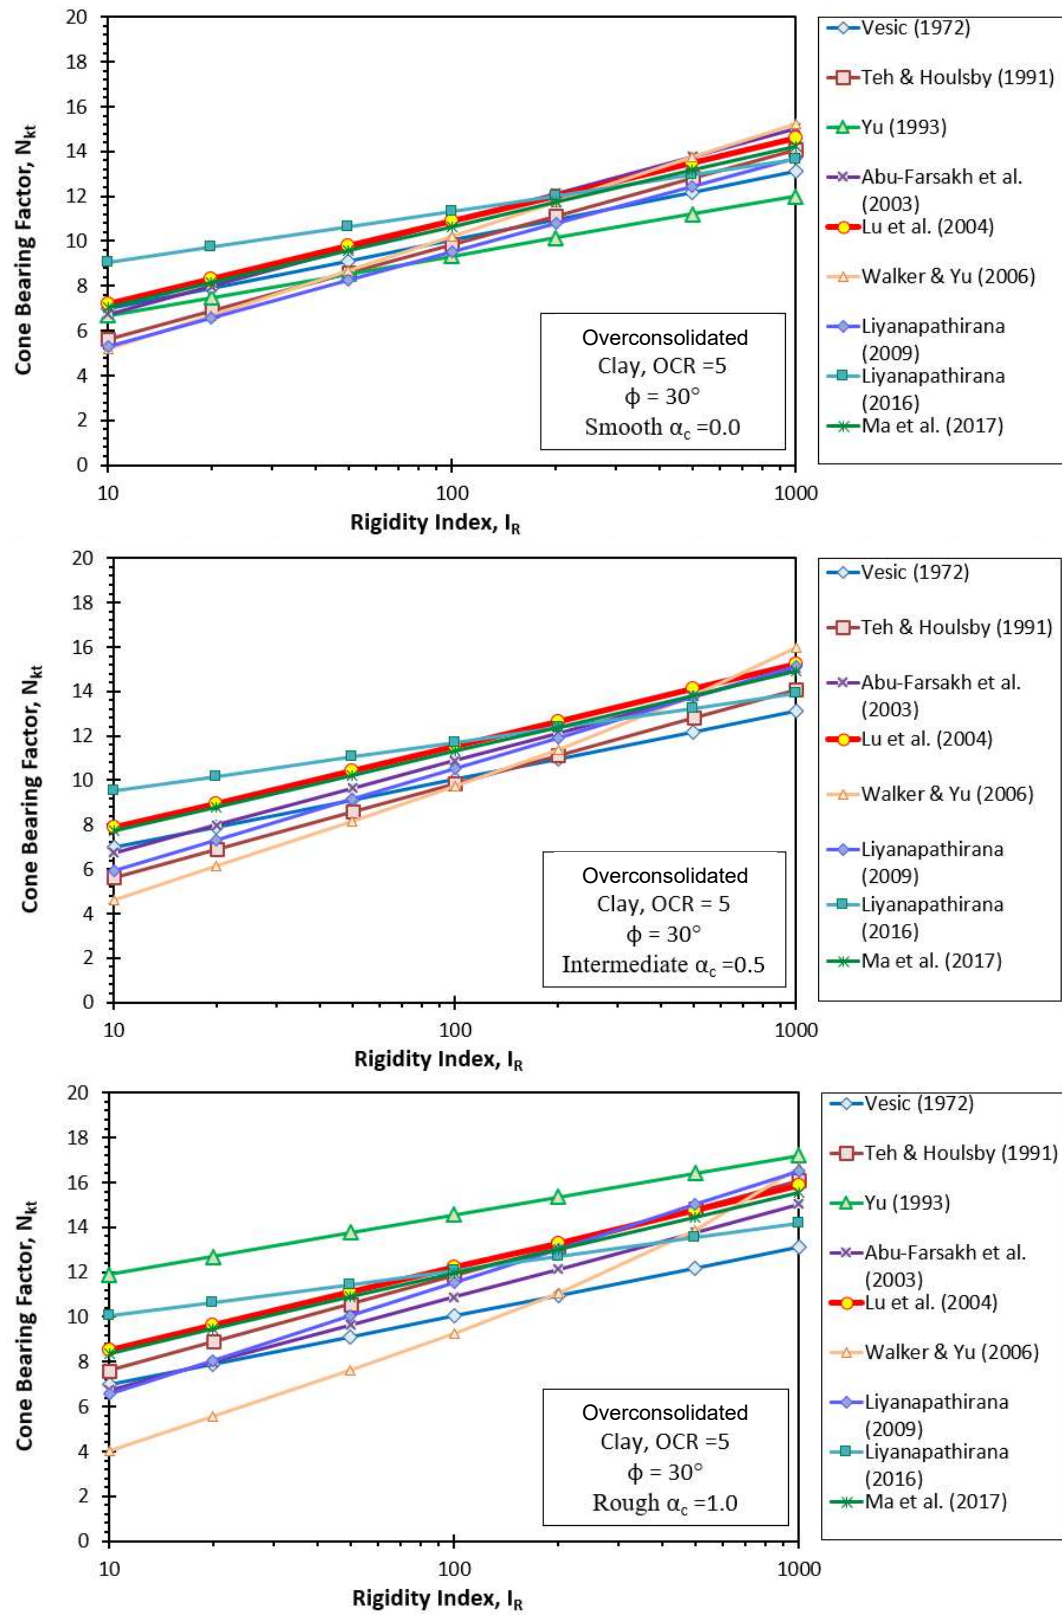 20
18
16
14
12
10
8
6
4
2
0
Cone Bearing Factor, Nkt
10
100
1000
Rigidity Index, IR
Overconsolidated
Clay, OCR =5
ϕ = 30°
Smooth αc =0.0
Vesic (1972)
Teh & Houlsby (1991)
Yu (1993)
Abu-Farsakh et al.
(2003)
Lu et al. (2004)
Walker & Yu (2006)
Liyanapathirana
(2009)
Liyanapathirana
(2016)
Ma et al. (2017)
20
18
16
14
12
10
8
6
4
2
0
Cone Bearing Factor, Nkt
10
100
1000
Rigidity Index, IR
Overconsolidated
Clay, OCR = 5
ϕ = 30°
Intermediate αc =0.5
Vesic (1972)
Teh & Houlsby (1991)
Abu-Farsakh et al.
(2003)
Lu et al. (2004)
Walker & Yu (2006)
Liyanapathirana
(2009)
Liyanapathirana
(2016)
Ma et al. (2017)
20
18
16
14
12
10
8
6
4
2
0
Cone Bearing Factor, Nkt
10
100
1000
Rigidity Index, IR
Overconsolidated
Clay, OCR =5
ϕ = 30°
Rough αc =1.0
Vesic (1972)
Teh & Houlsby (1991)
Yu (1993)
Abu-Farsakh et al.
(2003)
Lu et al. (2004)
Walker & Yu (2006)
Liyanapathirana
(2009)
Liyanapathirana
(2016)
Ma et al. (2017)